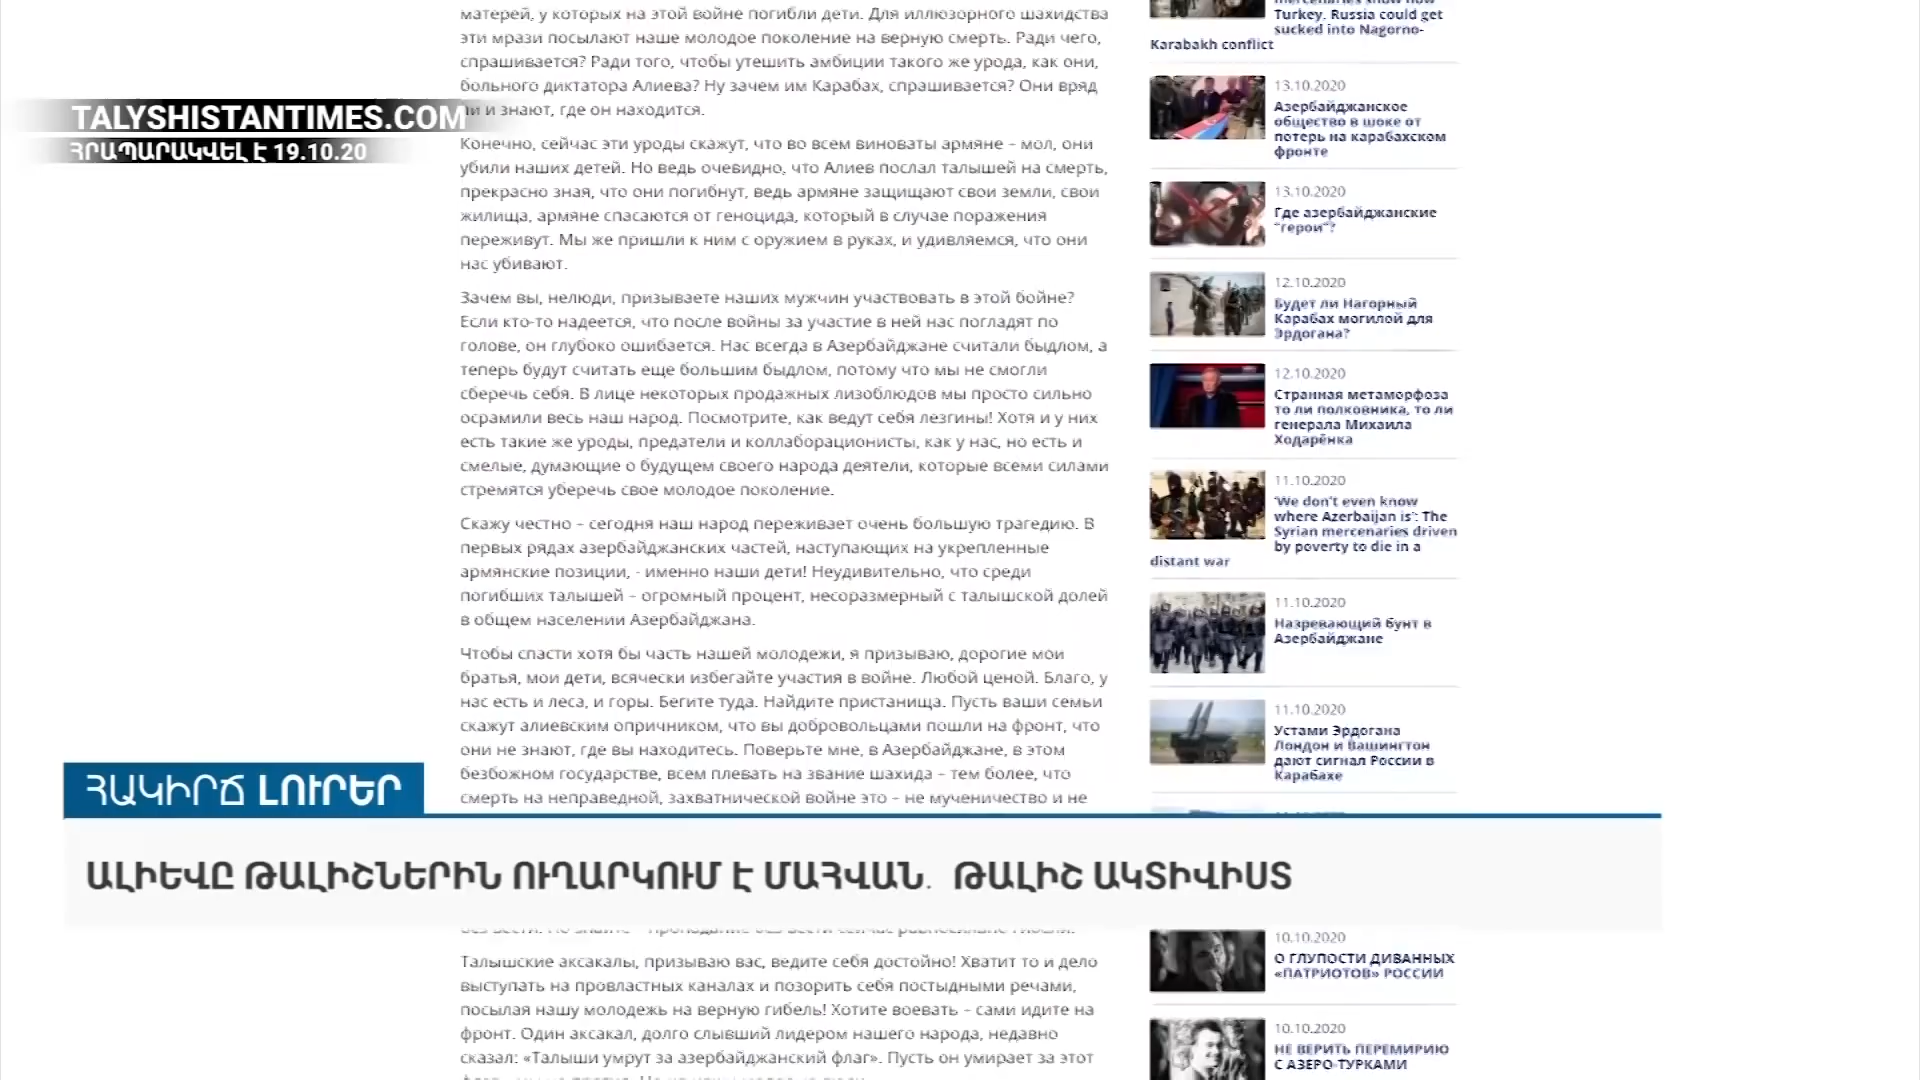 матерей, у которых на этой войне погибли дети. Для иллюзорного шахидства
эти мрази посылают наше молодое поколение на верную смерть. Ради чего,
спрашивается? Ради того, чтобы утешить амбиции такого же урода, как они,
больного диктатора Алиева? Ну зачем им Карабах, спрашивается? Они вряд
ли и знают, где он находится.
TALYSHISTANTIMES.COM
ՀՐԱՊԱՐԱԿՎԵԼ Է 19.10.20
Конечно, сейчас эти уроды скажут, что во всем виноваты армяне – мол, они
убили наших детей. Но ведь очевидно, что Алиев послал талышей на смерть,
прекрасно зная, что они погибнут, ведь армяне защищают свои земли, свои
жилища, армяне спасаются от геноцида, который в случае поражения
переживут. Мы же пришли к ним с оружием в руках, и удивляемся, что они
нас убивают.
Зачем вы, нелюди, призываете наших мужчин участвовать в этой бойне?
Если кто-то надеется, что после войны за участие в ней нас погладят по
голове, он глубоко ошибается. Нас всегда в Азербайджане считали быдлом, а
теперь будут считать еще большим быдлом, потому что мы не смогли
сберечь себя. В лице некоторых продажных лизоблюдов мы просто сильно
осрамили весь наш народ. Посмотрите, как ведут себя лезгины! Хотя и у них
есть такие же уроды, предатели и коллаборационисты, как у нас, но есть и
смелые, думающие о будущем своего народа деятели, которые всеми силами
стремятся уберечь свое молодое поколение.
Скажу честно – сегодня наш народ переживает очень большую трагедию. В
первых рядах азербайджанских частей, наступающих на укрепленные
армянские позиции, - именно наши дети! Неудивительно, что среди
погибших талышей – огромный процент, несоразмерный с талышской долей
в общем населении Азербайджана.
Чтобы спасти хотя бы часть нашей молодежи, я призываю, дорогие мои
братья, мои дети, всячески избегайте участия в войне. Любой ценой. Благо, у
нас есть и леса, и горы. Бегите туда. Найдите пристанища. Пусть ваши семьи
скажут алиевским опричником, что вы добровольцами пошли на фронт, что
они не знают, где вы находитесь. Поверьте мне, в Азербайджане, в этом
безбожном государстве, всем плевать на звание шахида – тем более, что
смерть на неправедной, захватнической войне это – не мученичество и не
ՀԱԿԻՐՃ ԼՈՒՐԵՐ
ԱԼԻԵՎԸ ԹԱԼԻՇՆԵՐԻՆ ՈՒՂԱՐԿՈՒՄ Է ՄԱՀՎԱՆ. ԹԱԼԻՇ ԱԿՏԻՎԻՍՏ
Талышские аксакалы, призываю вас, ведите себя достойно! Хватит то и дело
выступать на провластных каналах и позорить себя постыдными речами,
посылая нашу молодежь на верную гибель! Хотите воевать – сами идите на
фронт. Один аксакал, долго слывший лидером нашего народа, недавно
сказал: «Талыши умрут за азербайджанский флаг». Пусть он умирает за этот
Turkey. Russia could get
sucked into Nagorno-
Karabakh conflict
13.10.2020
Азербайджанское
общество в шоке от
потерь на карабахском
фронте
13.10.2020
Где азербайджанские
"герои"?
12.10.2020
Будет ли Нагорный
Карабах могилой для
Эрдогана?
12.10.2020
Странная метаморфоза
то ли полковника, то ли
генерала Михаила
Ходарёнка
11.10.2020
'We don't even know
where Azerbaijan is': The
Syrian mercenaries driven
by poverty to die in a
distant war
11.10.2020
Назревающий бунт в
Азербайджане
11.10.2020
Устами Эрдогана
Лондон и Вашингтон
дают сигнал России в
Карабахе
10.10.2020
О ГЛУПОСТИ ДИВАННЫХ
«ПАТРИОТОВ» РОССИИ
10.10.2020
НЕ ВЕРИТЬ ПЕРЕМИРИЮ
С АЗЕРО-ТУРКАМИ